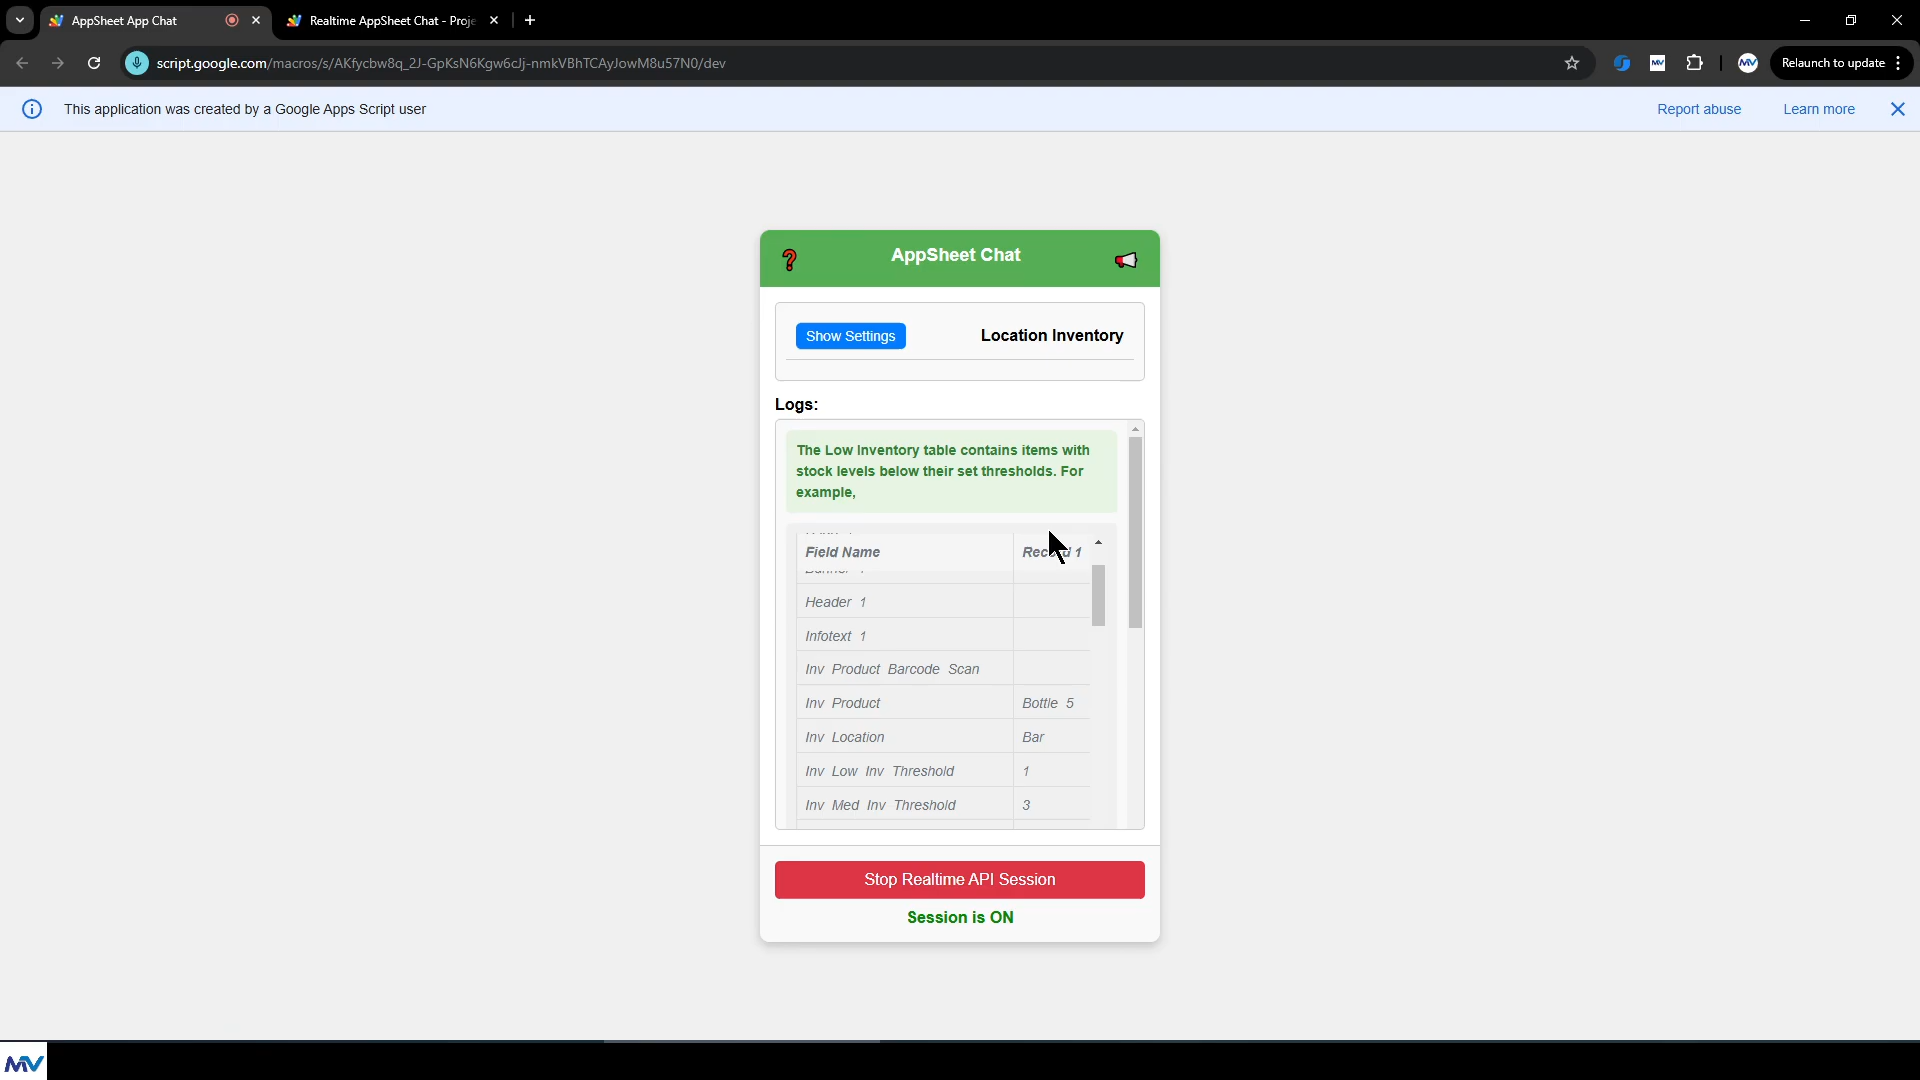 AppSheet App Chat
Realtime AppSheet Chat - Proje
script.google.com/macros/s/AKfycbw8q_2J-GpKsN6Kgw6cJj-nmkVBhTCAyJowM8u57N0/dev
MV
MV
Relaunch to update
This application was created by a Google Apps Script user
Report abuse
Learn more
AppSheet Chat
Show Settings
Location Inventory
Logs:
The Low Inventory table contains items with
stock levels below their set thresholds. For
example,
Field Name
Record 1
Header 1
Infotext 1
Inv Product Barcode Scan
Inv Product
Bottle 5
Inv Location
Bar
Inv Low Inv Threshold
1
Inv Med Inv Threshold
3
Stop Realtime API Session
Session is ON
MV